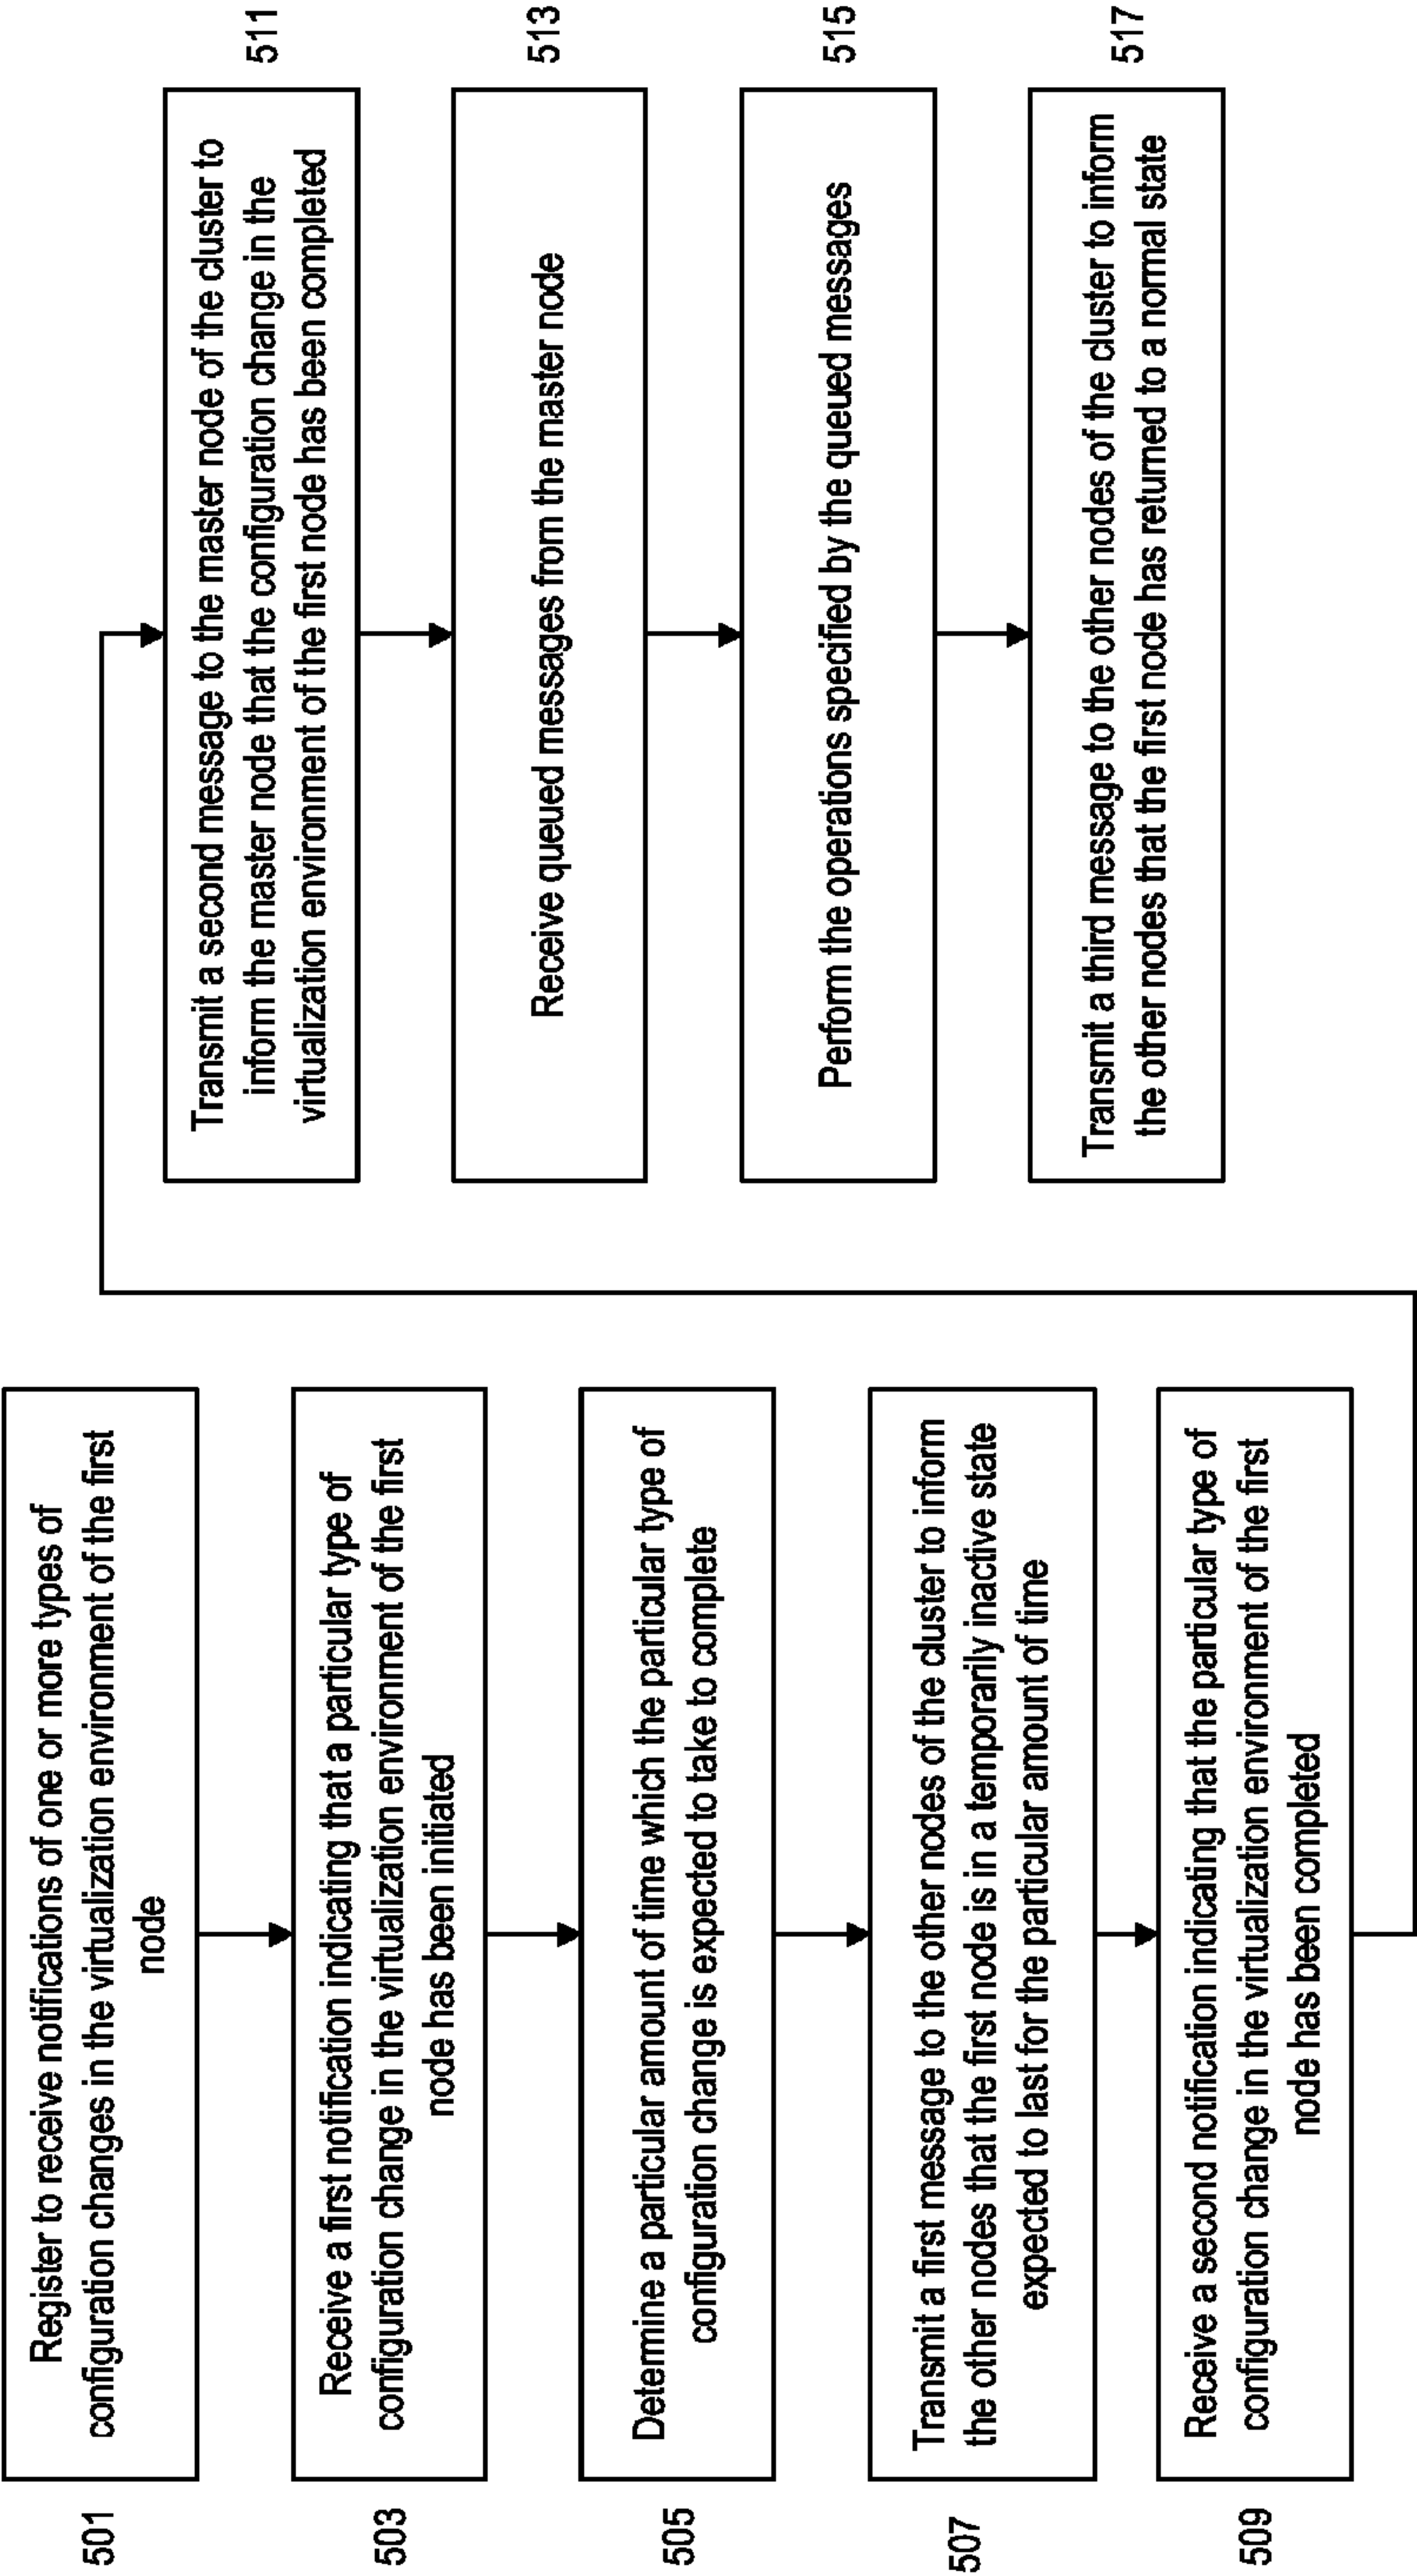 501
Register to receive notifications of one or more types of
configuration changes in the virtualization environment of the first
node
503
Receive a first notification indicating that a particular type of
configuration change in the virtualization environment of the first
node has been initiated
505
Determine a particular amount of time which the particular type of
configuration change is expected to take to complete
507
Transmit a first message to the other nodes of the cluster to inform
the other nodes that the first node is in a temporarily inactive state
expected to last for the particular amount of time
509
Receive a second notification indicating that the particular type of
configuration change in the virtualization environment of the first
node has been completed
511
Transmit a second message to the master node of the cluster to
inform the master node that the configuration change in the
virtualization environment of the first node has been completed
513
Receive queued messages from the master node
515
Perform the operations specified by the queued messages
517
Transmit a third message to the other nodes of the cluster to inform
the other nodes that the first node has returned to a normal state